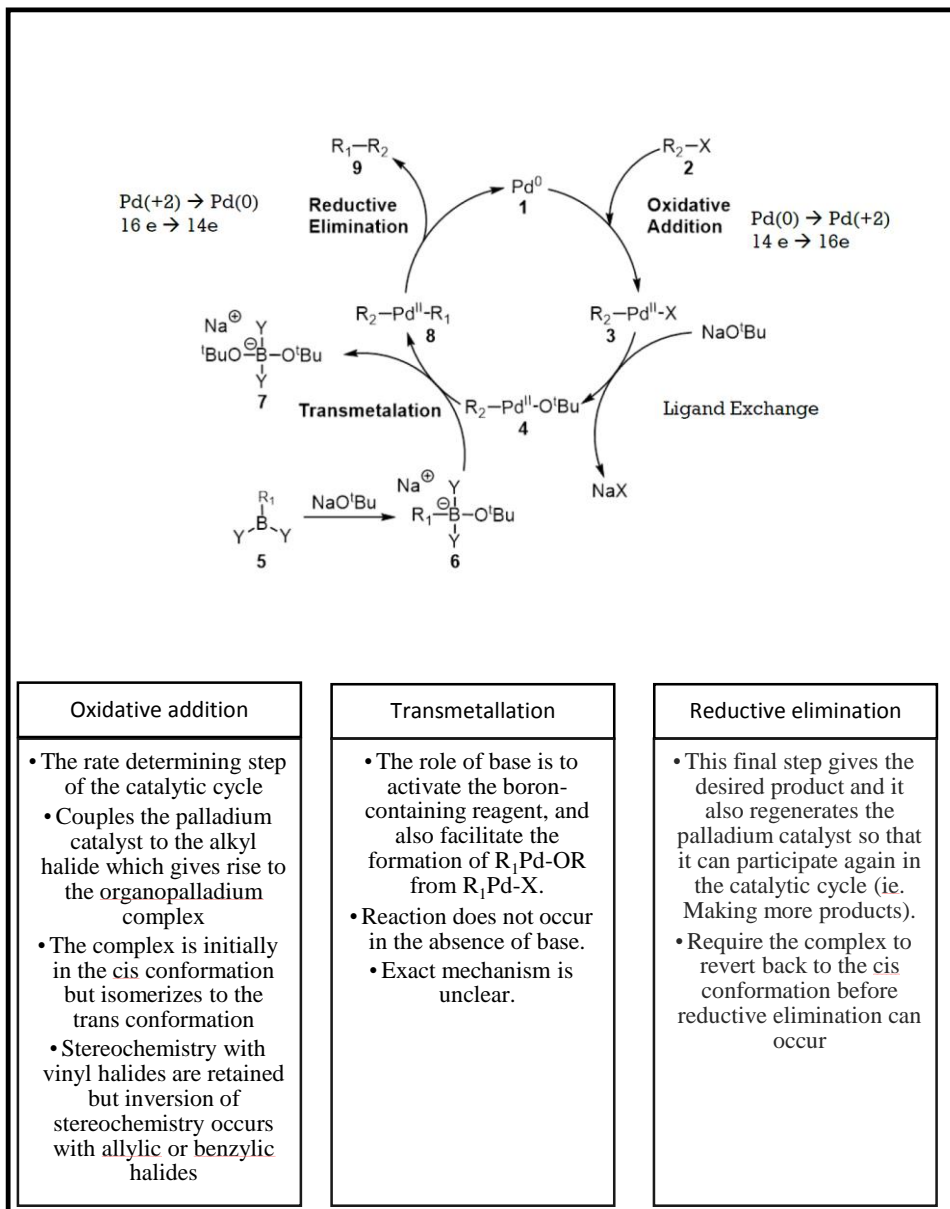 R₁—R₂
9
R₂—X
2
Pd⁰
1
Pd(+2) → Pd(0)
16 e → 14e
Reductive
Elimination
Oxidative
Addition
Pd(0) → Pd(+2)
14 e → 16e
R₂—Pdᴵᴵ-R₁
8
R₂—Pdᴵᴵ-X
3
NaOᵗBu
Na⊕
Y
ᵗBuO—B⊖—OᵗBu
Y
7
Transmetalation
R₂—Pdᴵᴵ-OᵗBu
4
Ligand Exchange
NaX
R₁
B
Y Y
5
NaOᵗBu
Na⊕
Y
R₁—B⊖—OᵗBu
Y
6
Oxidative addition
• The rate determining step
of the catalytic cycle
• Couples the palladium
catalyst to the alkyl
halide which gives rise to
the organopalladium
complex
• The complex is initially
in the cis conformation
but isomerizes to the
trans conformation
• Stereochemistry with
vinyl halides are retained
but inversion of
stereochemistry occurs
with allylic or benzylic
halides
Transmetallation
• The role of base is to
activate the boron-
containing reagent, and
also facilitate the
formation of R₁Pd-OR
from R₁Pd-X.
• Reaction does not occur
in the absence of base.
• Exact mechanism is
unclear.
Reductive elimination
• This final step gives the
desired product and it
also regenerates the
palladium catalyst so that
it can participate again in
the catalytic cycle (ie.
Making more products).
• Require the complex to
revert back to the cis
conformation before
reductive elimination can
occur